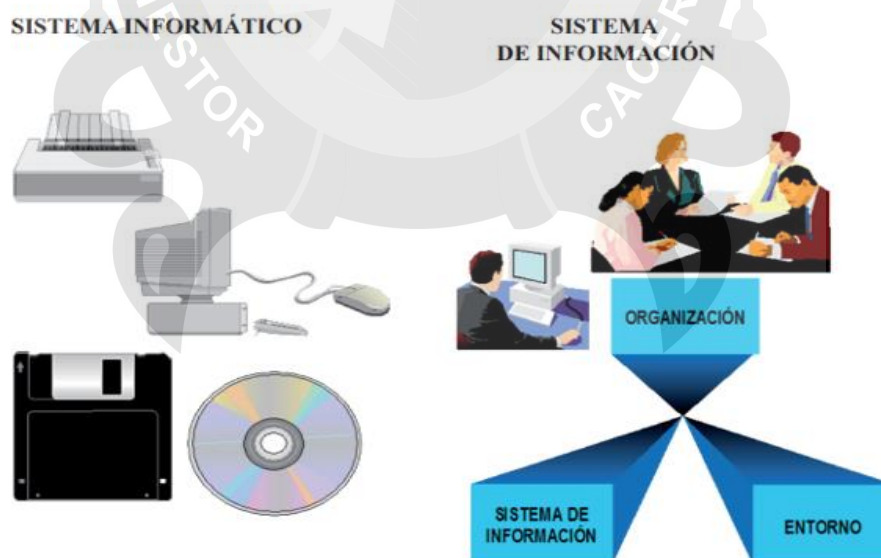 SISTEMA INFORMÁTICO
SISTEMA
DE INFORMACIÓN
ORGANIZACIÓN
SISTEMA DE
INFORMACIÓN
ENTORNO